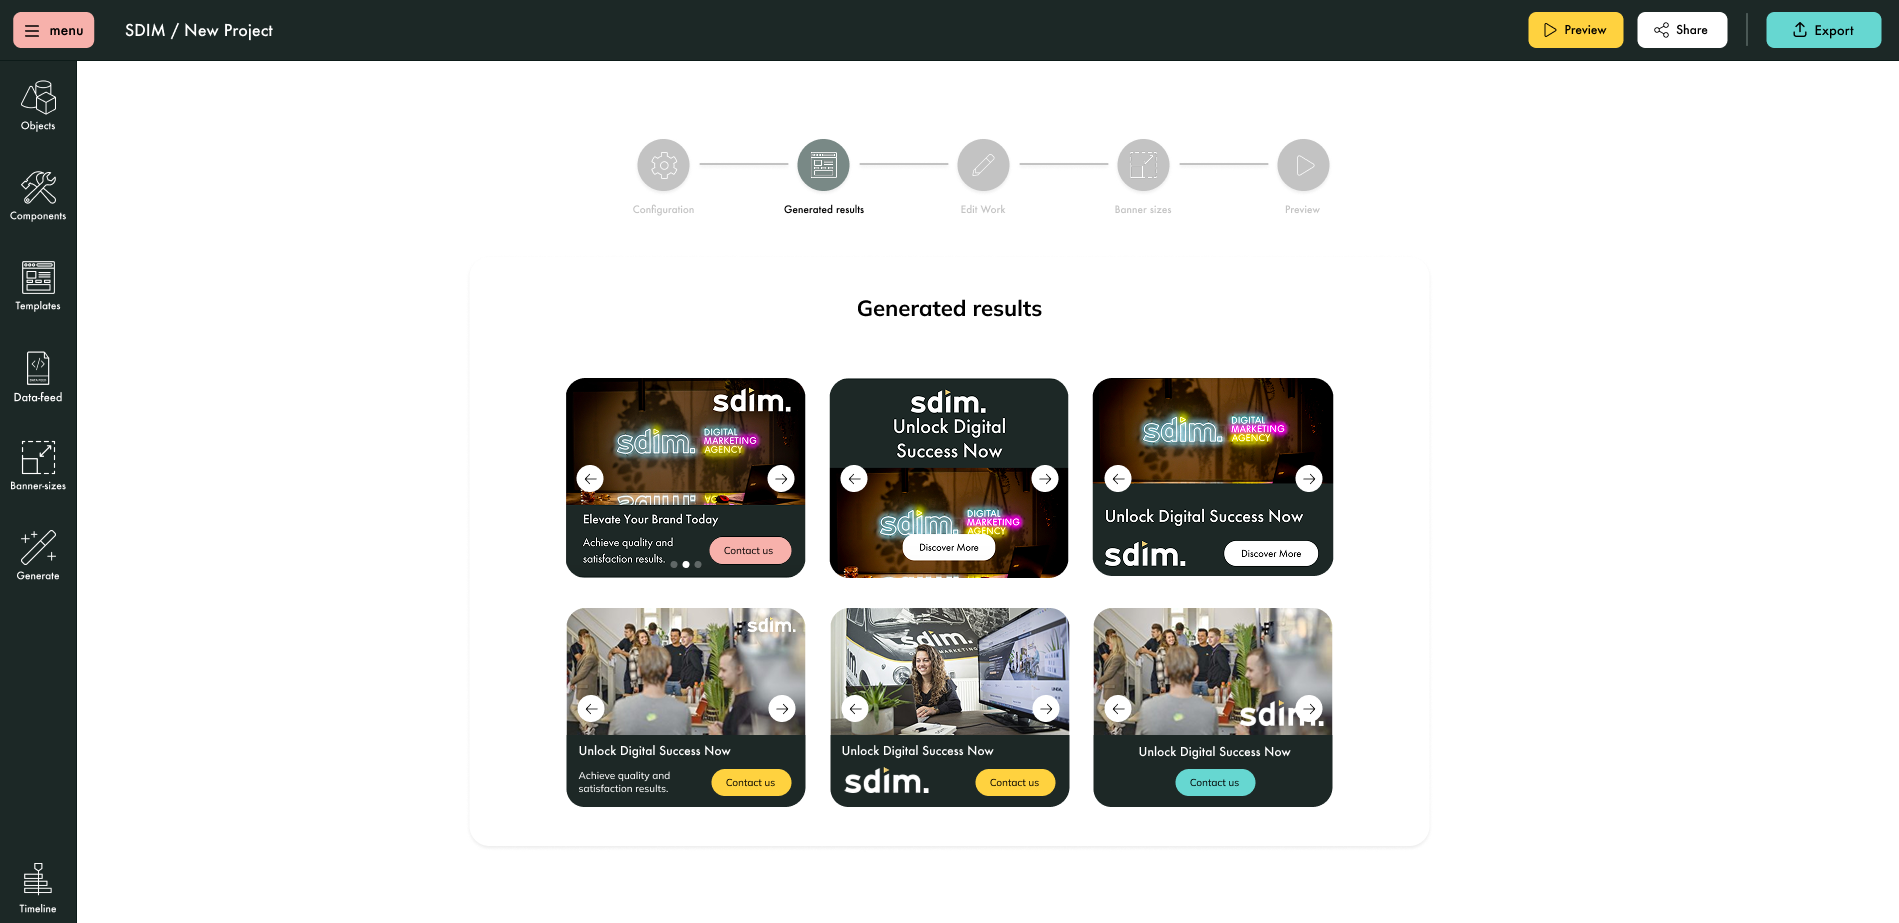 menu
SDIM / New Project
Preview
Share
Export
Objects
Components
Templates
Data-feed
Banner-sizes
Generate
Timeline
Configuration
Generated results
Edit Work
Banner sizes
Preview
Generated results
sdim.
sdim.
DIGITAL
MARKETING
AGENCY
Elevate Your Brand Today
Achieve quality and
satisfaction results.
Contact us
sdim.
Unlock Digital
Success Now
sdim.
DIGITAL
MARKETING
AGENCY
Discover More
sdim.
DIGITAL
MARKETING
AGENCY
Unlock Digital Success Now
sdim.
Discover More
sdim.
Unlock Digital Success Now
Achieve quality and
satisfaction results.
Contact us
sdim.
MARKETING
Unlock Digital Success Now
sdim.
Contact us
sdim.
Unlock Digital Success Now
Contact us